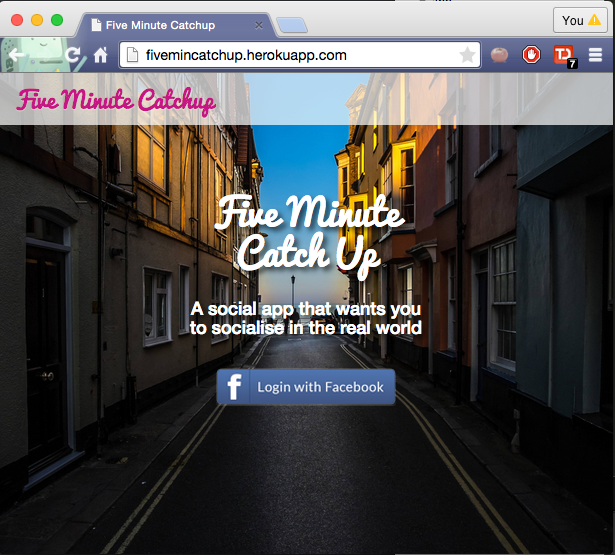 Five Minute Catchup
You
fivemincatchup.herokuapp.com
7
Five Minute Catchup
Five Minute
Catch Up
A social app that wants you
to socialise in the real world
f Login with Facebook